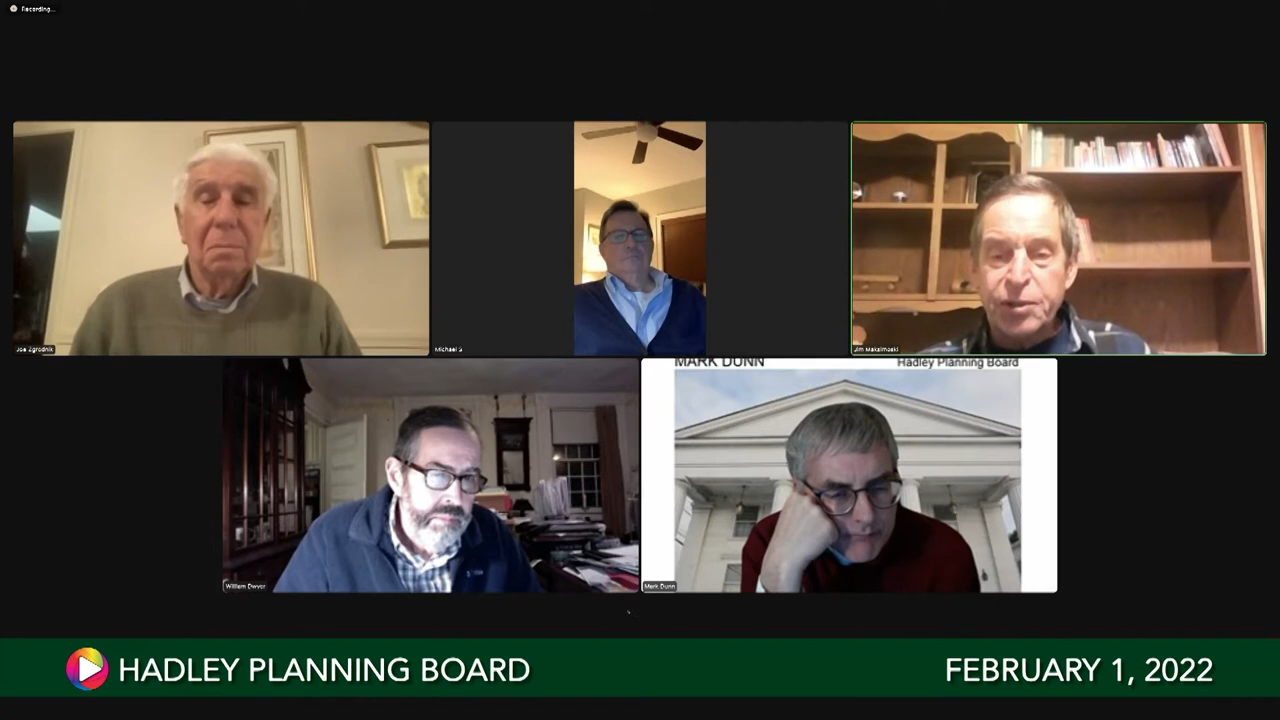 Recording...
Joe Zgrodnik
Michael S
Jim Maksimoski
MARK DUNN
Hadley Planning Board
William Dwyer
Mark Dunn
HADLEY PLANNING BOARD
FEBRUARY 1, 2022